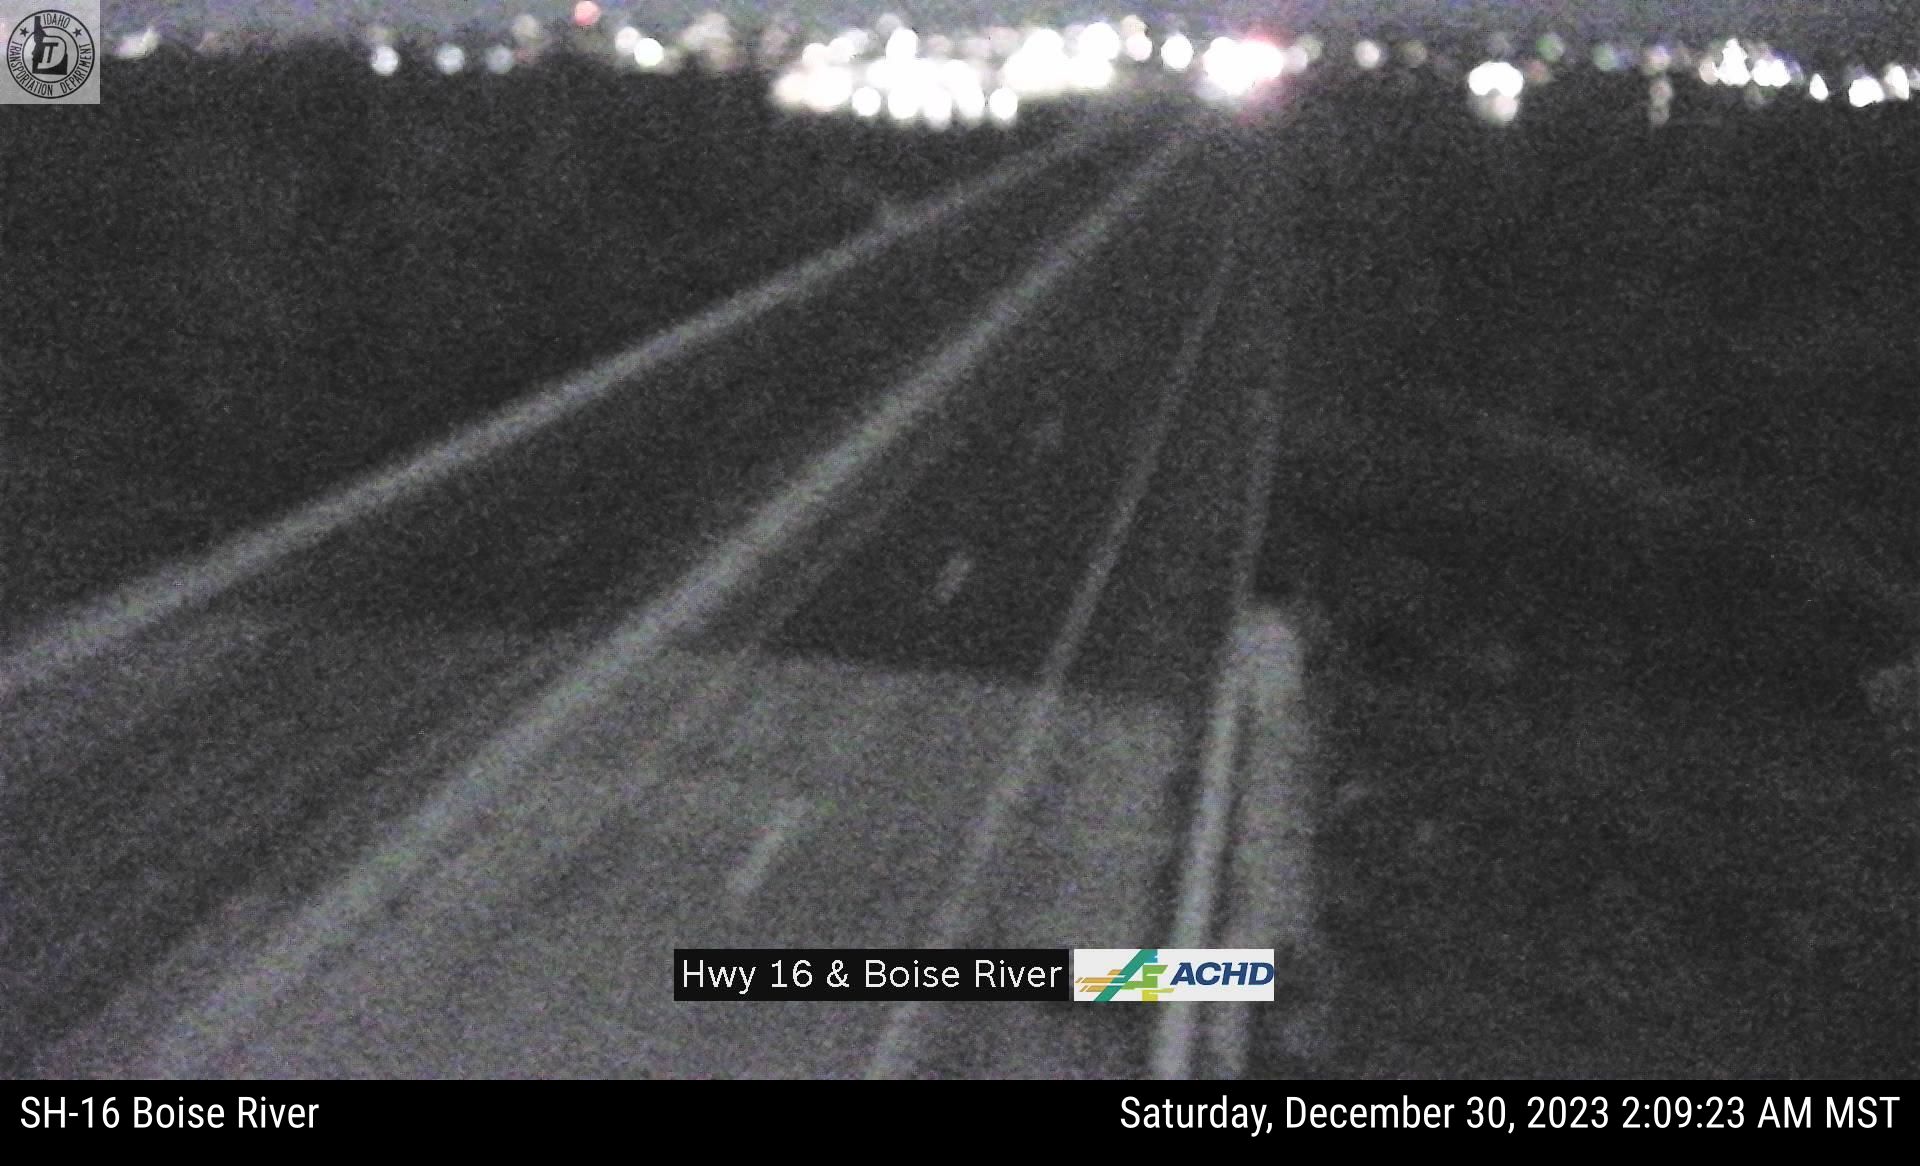 IDAHO
TRANSPORTATION DEPARTMENT
Hwy 16 & Boise River
ACHD
SH-16 Boise River
Saturday, December 30, 2023 2:09:23 AM MST